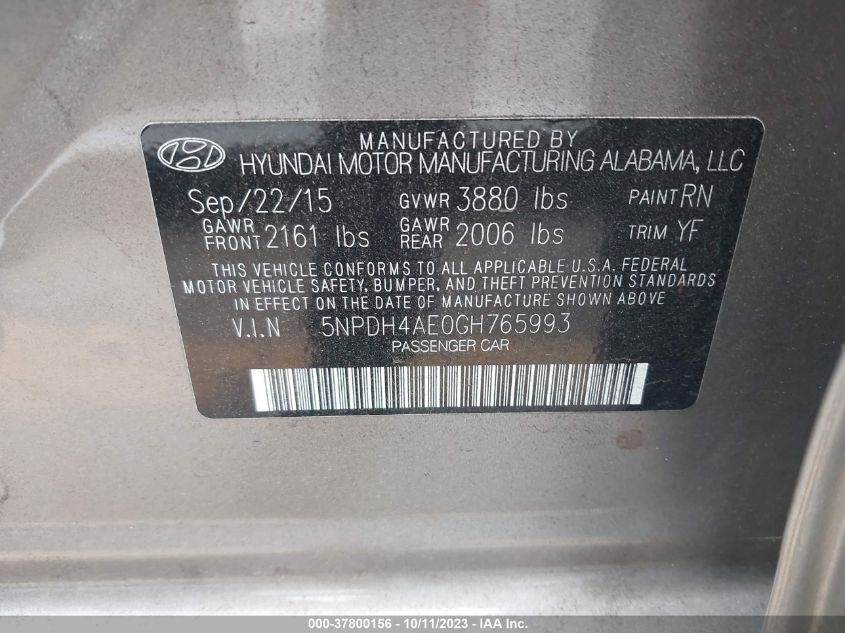 MANUFACTURED BY
HYUNDAI MOTOR MANUFACTURING ALABAMA, LLC
Sep/22/15 GVWR 3880 lbs PAINT RN
GAWR FRONT 2161 lbs GAWR REAR 2006 lbs TRIM YF
THIS VEHICLE CONFORMS TO ALL APPLICABLE U.S.A. FEDERAL
MOTOR VEHICLE SAFETY, BUMPER, AND THEFT PREVENTION STANDARDS
IN EFFECT ON THE DATE OF MANUFACTURE SHOWN ABOVE
V.I.N 5NPDH4AE0GH765993
PASSENGER CAR
000-37800156 - 10/11/2023 - IAA Inc.